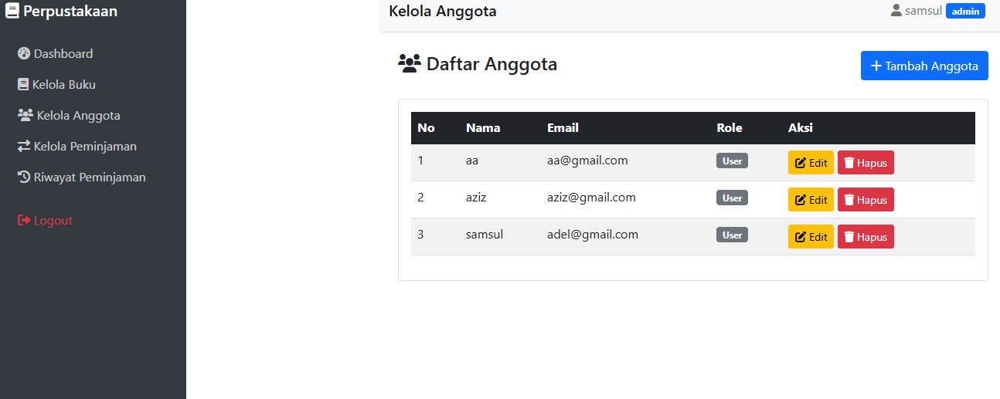 Perpustakaan
Dashboard
Kelola Buku
Kelola Anggota
Kelola Peminjaman
Riwayat Peminjaman
Logout
Kelola Anggota samsul admin
Daftar Anggota + Tambah Anggota
No Nama Email Role Aksi
1 aa aa@gmail.com User Edit Hapus
2 aziz aziz@gmail.com User Edit Hapus
3 samsul adel@gmail.com User Edit Hapus